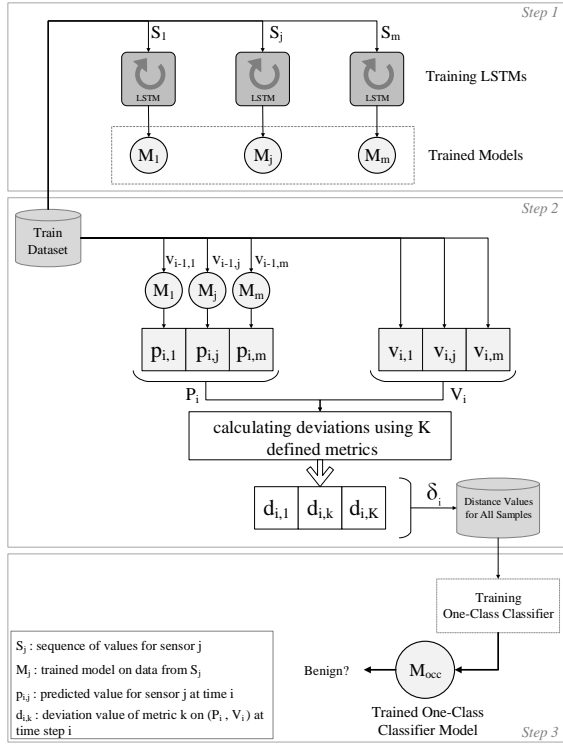 Step 1
S1 Sj Sm
LSTM LSTM LSTM
Training LSTMs
M1 Mj Mm
Trained Models
Step 2
Train
Dataset
vi-1,1 vi-1,j vi-1,m
M1 Mj Mm
pi,1 pi,j pi,m
vi,1 vi,j vi,m
Pi Vi
calculating deviations using K
defined metrics
di,1 di,k di,K
δi
Distance Values
for All Samples
Training
One-Class Classifier
Sj : sequence of values for sensor j
Mj : trained model on data from Sj
pi,j : predicted value for sensor j at time i
di,k : deviation value of metric k on (Pi , Vi) at
time step i
Benign?
Mocc
Trained One-Class
Classifier Model
Step 3